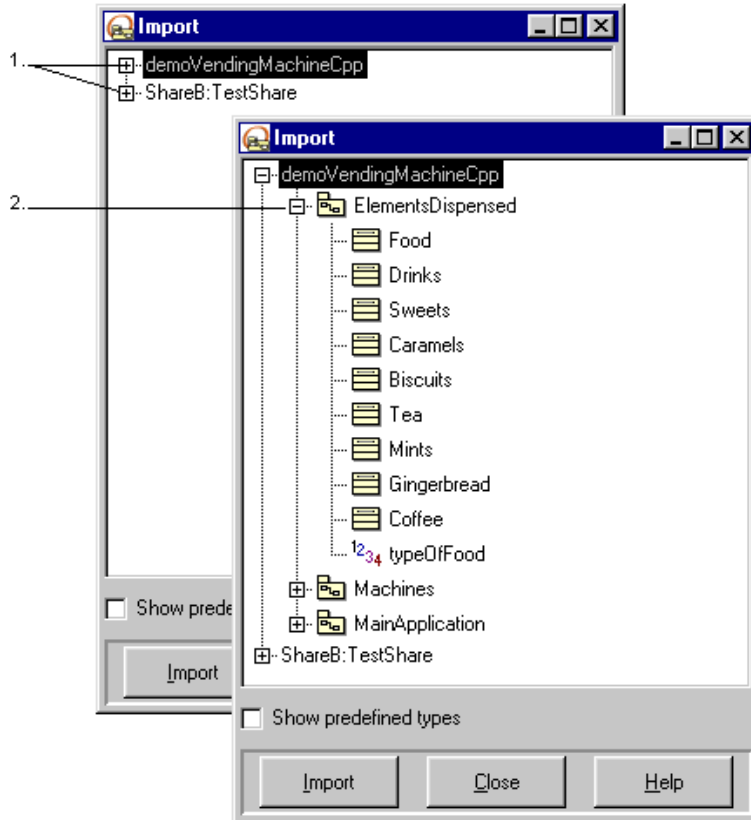 Import
1.
demoVendingMachineCpp
ShareB:TestShare
Import
demoVendingMachineCpp
2.
ElementsDispensed
Food
Drinks
Sweets
Caramels
Biscuits
Tea
Mints
Gingerbread
Coffee
1234 typeOfFood
Machines
MainApplication
ShareB:TestShare
Show prede
Import
Show predefined types
Import Close Help